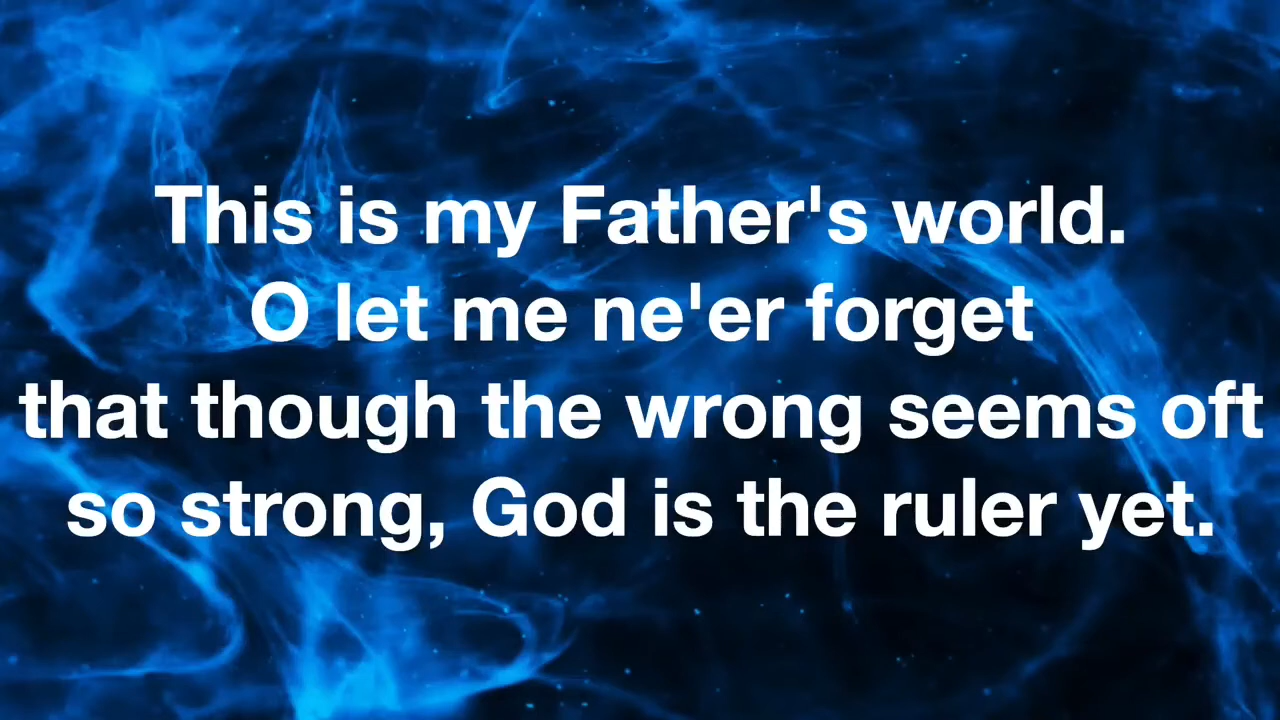 This is my Father's world.
O let me ne'er forget
that though the wrong seems oft
so strong, God is the ruler yet.